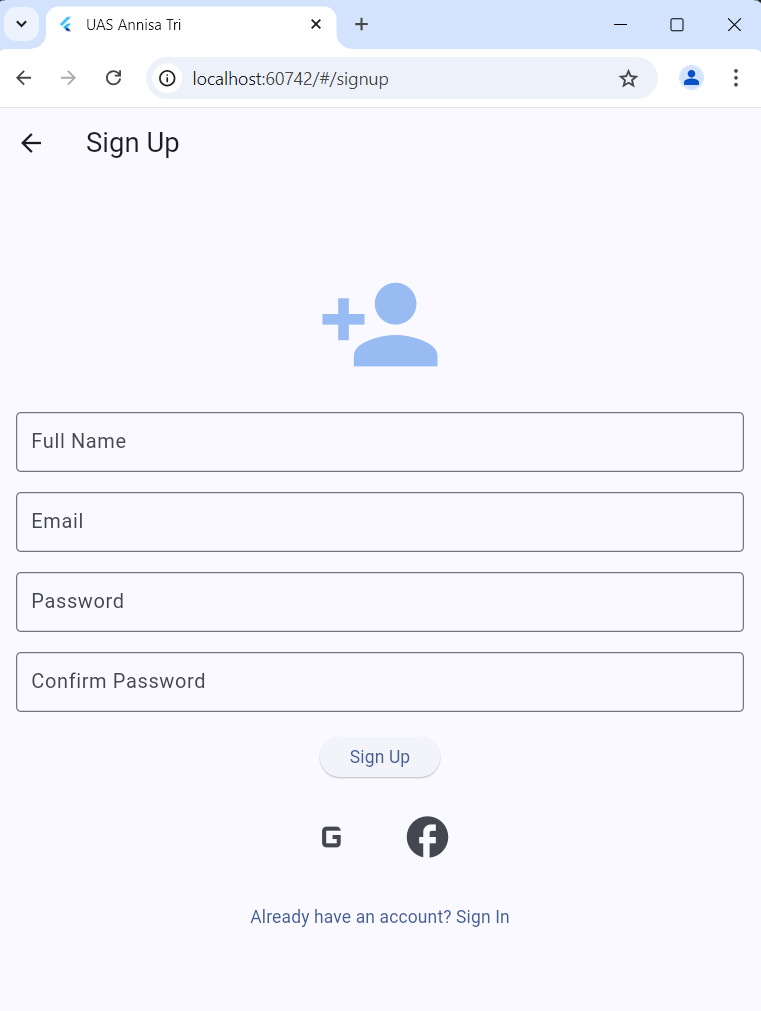 UAS Annisa Tri
localhost:60742/#/signup
Sign Up
Full Name
Email
Password
Confirm Password
Sign Up
G
Already have an account? Sign In